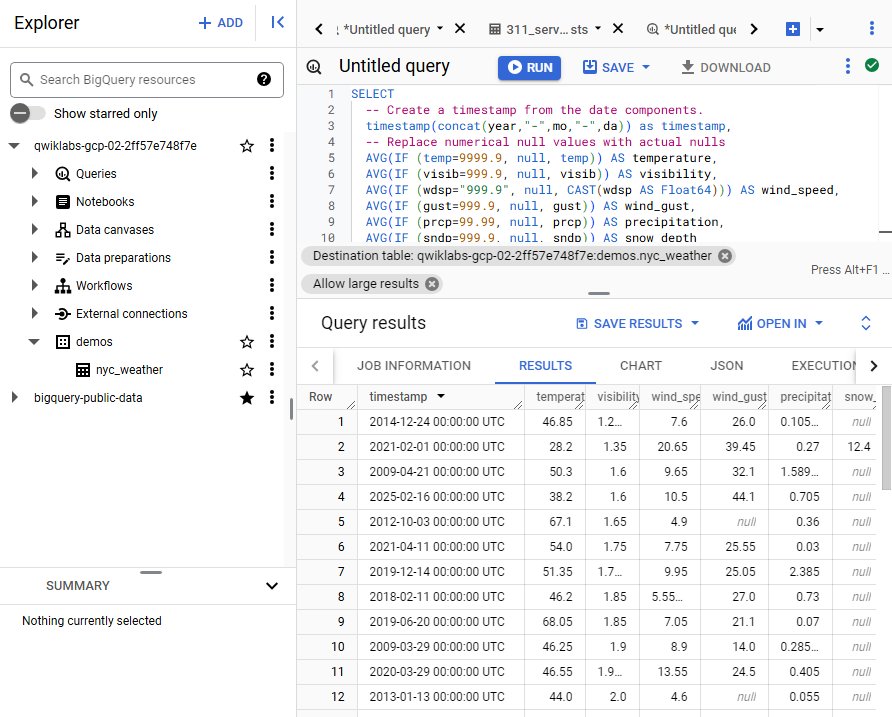 Explorer
+ ADD
*Untitled query
311_serv... sts
*Untitled que
Search BigQuery resources
Show starred only
qwiklabs-gcp-02-2ff57e748f7e
Queries
Notebooks
Data canvases
Data preparations
Workflows
External connections
demos
nyc_weather
bigquery-public-data
SUMMARY
Nothing currently selected
Untitled query
RUN
SAVE
DOWNLOAD
1 SELECT
2 -- Create a timestamp from the date components.
3 timestamp(concat(year,"-",mo,"-",da)) as timestamp,
4 -- Replace numerical null values with actual nulls
5 AVG(IF (temp=9999.9, null, temp)) AS temperature,
6 AVG(IF (visib=999.9, null, visib)) AS visibility,
7 AVG(IF (wdsp="999.9", null, CAST(wdsp AS Float64))) AS wind_speed,
8 AVG(IF (gust=999.9, null, gust)) AS wind_gust,
9 AVG(IF (prcp=99.99, null, prcp)) AS precipitation,
10 AVG(IF (sndp=999.9, null, sndp)) AS snow_depth
Destination table: qwiklabs-gcp-02-2ff57e748f7e:demos.nyc_weather
Press Alt+F1 ...
Allow large results
Query results
SAVE RESULTS
OPEN IN
JOB INFORMATION RESULTS CHART JSON EXECUTION
Row timestamp temperat visibility wind_spe wind_gust precipitat snow_
1 2014-12-24 00:00:00 UTC 46.85 1.2... 7.6 26.0 0.105... null
2 2021-02-01 00:00:00 UTC 28.2 1.35 20.65 39.45 0.27 12.4
3 2009-04-21 00:00:00 UTC 50.3 1.6 9.65 32.1 1.589... null
4 2025-02-16 00:00:00 UTC 38.2 1.6 10.5 44.1 0.705 null
5 2012-10-03 00:00:00 UTC 67.1 1.65 4.9 null 0.36 null
6 2021-04-11 00:00:00 UTC 54.0 1.75 7.75 25.55 0.03 null
7 2019-12-14 00:00:00 UTC 51.35 1.7... 9.95 25.05 2.385 null
8 2018-02-11 00:00:00 UTC 46.2 1.85 5.55... 27.0 0.73 null
9 2019-06-20 00:00:00 UTC 68.05 1.85 7.05 21.1 0.07 null
10 2009-03-29 00:00:00 UTC 46.25 1.9 8.9 14.0 0.285... null
11 2020-03-29 00:00:00 UTC 46.55 1.9... 13.55 24.5 0.405 null
12 2013-01-13 00:00:00 UTC 44.0 2.0 4.6 null 0.055 null